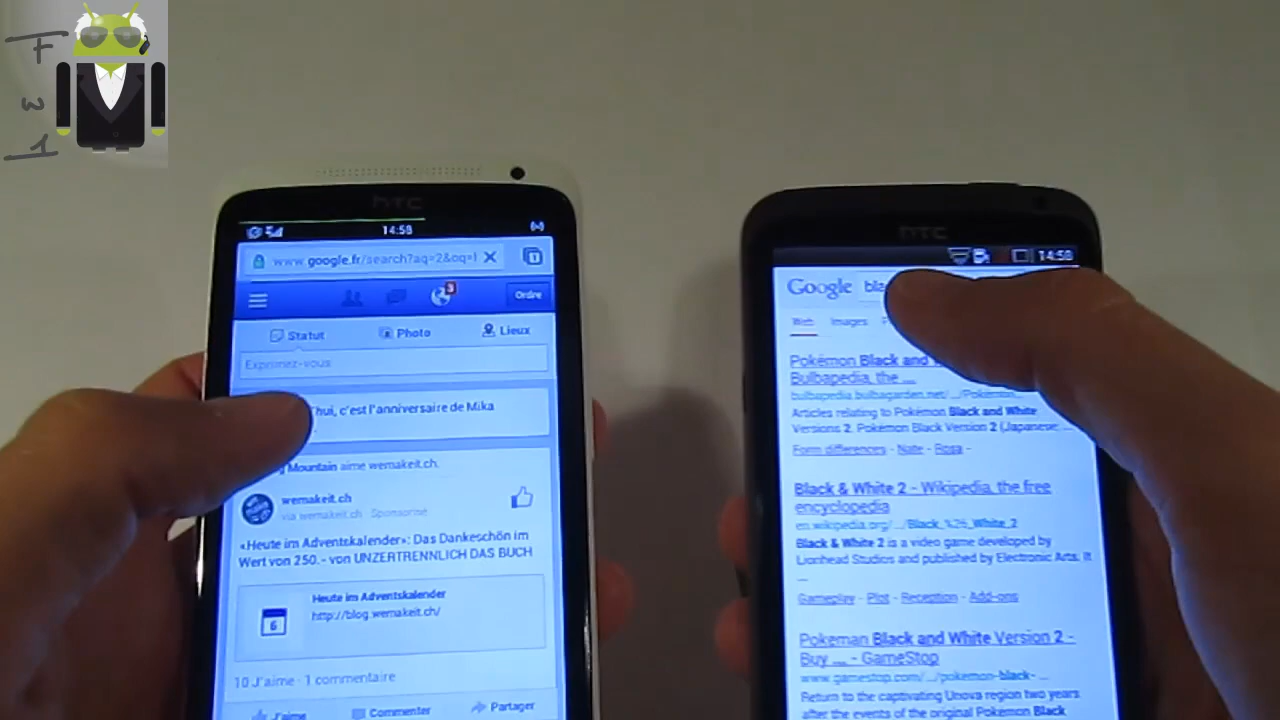 F
W
1
htc
14:58
www.google.fr/search?aq=2&oq=
3
Ordre
Statut
Photo
Lieux
Exprimez-vous
hui, c'est l'anniversaire de Mika
Mountain aime wemakeit.ch.
wemakeit.ch
via wemakeit.ch · Sponsorisé
«Heute im Adventskalender»: Das Dankeschön im
Wert von 250.- von UNZERTRENNLICH DAS BUCH
Heute im Adventskalender
http://blog.wemakeit.ch/
6
10 J'aime · 1 commentaire
J'aime
Commenter
Partager
htc
14:58
Google
bla
Web
Images
Pokémon Black and
Bulbapedia, the ...
bulbapedia.bulbagarden.net/.../Pokémon...
Articles relating to Pokémon Black and White
Versions 2. Pokémon Black Version 2 (Japanese: ...
Form differences - Nate - Rosa -
Black & White 2 - Wikipedia, the free
encyclopedia
en.wikipedia.org/.../Black_%26_White_2
Black & White 2 is a video game developed by
Lionhead Studios and published by Electronic Arts. It
...
Gameplay - Plot - Reception - Add-ons
Pokeman Black and White Version 2 -
Buy ... - GameStop
www.gamestop.com/.../pokemon-black-...
Return to the captivating Unova region two years
after the events of the original Pokémon Black